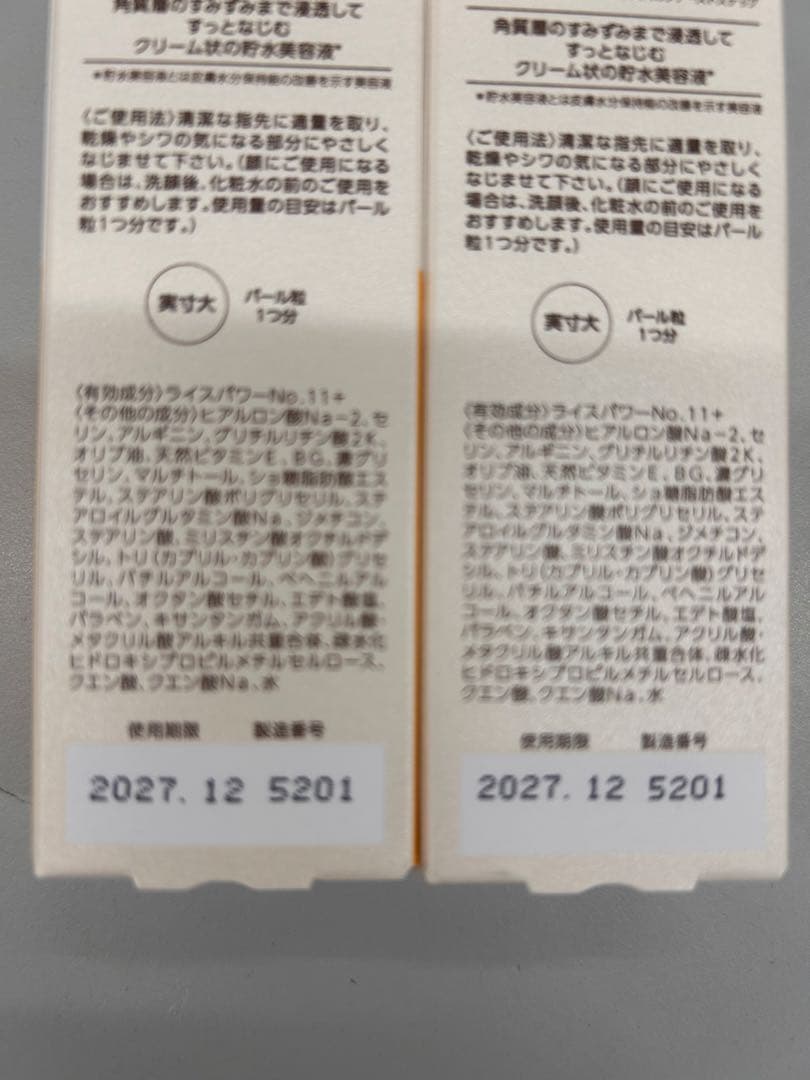 角質層のすみずみまで浸透して
すっとなじむ
クリーム状の貯水美容液*
*貯水美容液とは皮膚水分保持能の改善を示す美容液
〈ご使用法〉清潔な指先に適量を取り、
乾燥やシワの気になる部分にやさしく
なじませて下さい。(顔にご使用になる
場合は、洗顔後、化粧水の前のご使用を
おすすめします。使用量の目安はパール
粒1つ分です。)
実寸大
パール粒
1つ分
〈有効成分〉ライスパワーNo.11+
〈その他の成分〉ヒアルロン酸Na-2、セ
リン、アルギニン、グリチルリチン酸2K、
オリブ油、天然ビタミンE、BG、濃グリ
セリン、マルチトール、ショ糖脂肪酸エス
テル、ステアリン酸ポリグリセリル、ステ
アロイルグルタミン酸Na、ジメチコン、
ステアリン酸、ミリスチン酸オクチルドデ
シル、トリ(カプリル・カプリン酸)グリセ
リル、バチルアルコール、ベヘニルアル
コール、オクタン酸セチル、エデト酸塩、
パラベン、キサンタンガム、アクリル酸・
メタクリル酸アルキル共重合体、疎水化
ヒドロキシプロピルメチルセルロース、
クエン酸、クエン酸Na、水
使用期限 製造番号
2027.12 5201
角質層のすみずみまで浸透して
すっとなじむ
クリーム状の貯水美容液*
*貯水美容液とは皮膚水分保持能の改善を示す美容液
〈ご使用法〉清潔な指先に適量を取り、
乾燥やシワの気になる部分にやさしく
なじませて下さい。(顔にご使用になる
場合は、洗顔後、化粧水の前のご使用を
おすすめします。使用量の目安はパール
粒1つ分です。)
実寸大
パール粒
1つ分
〈有効成分〉ライスパワーNo.11+
〈その他の成分〉ヒアルロン酸Na-2、セ
リン、アルギニン、グリチルリチン酸2K、
オリブ油、天然ビタミンE、BG、濃グリ
セリン、マルチトール、ショ糖脂肪酸エス
テル、ステアリン酸ポリグリセリル、ステ
アロイルグルタミン酸Na、ジメチコン、
ステアリン酸、ミリスチン酸オクチルドデ
シル、トリ(カプリル・カプリン酸)グリセ
リル、バチルアルコール、ベヘニルアル
コール、オクタン酸セチル、エデト酸塩、
パラベン、キサンタンガム、アクリル酸・
メタクリル酸アルキル共重合体、疎水化
ヒドロキシプロピルメチルセルロース、
クエン酸、クエン酸Na、水
使用期限 製造番号
2027.12 5201